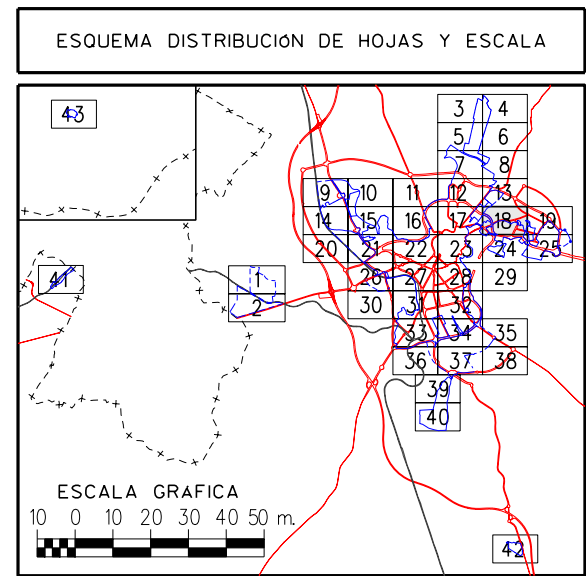 ESQUEMA DISTRIBUCIÓN DE HOJAS Y ESCALA
43
3 4
5 6
7 8
9 10 11 12 13
14 15 16 17 18 19
20 21 22 23 24 25
41 1 26 27 28 29
2 30 31 32
33 34 35
36 37 38
39
40
ESCALA GRÁFICA
10 0 10 20 30 40 50 m.
42